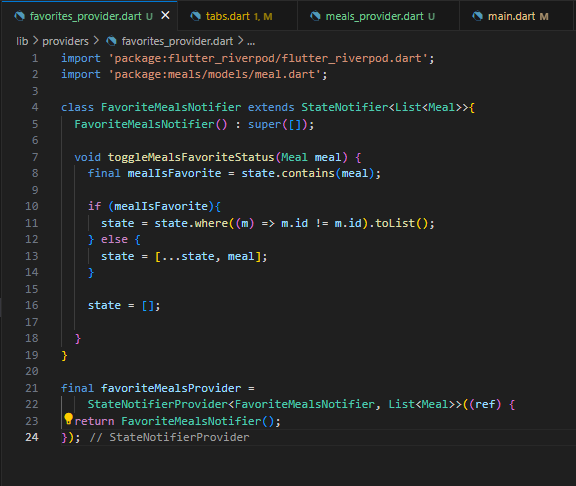 favorites_provider.dart U
tabs.dart 1, M
meals_provider.dart U
main.dart M
lib > providers > favorites_provider.dart > ...
1 import 'package:flutter_riverpod/flutter_riverpod.dart';
2 import 'package:meals/models/meal.dart';
3
4 class FavoriteMealsNotifier extends StateNotifier<List<Meal>>{
5   FavoriteMealsNotifier() : super([]);
6
7   void toggleMealsFavoriteStatus(Meal meal) {
8     final mealIsFavorite = state.contains(meal);
9
10     if (mealIsFavorite){
11       state = state.where((m) => m.id != m.id).toList();
12     } else {
13       state = [...state, meal];
14     }
15
16     state = [];
17
18   }
19 }
20
21 final favoriteMealsProvider =
22     StateNotifierProvider<FavoriteMealsNotifier, List<Meal>>((ref) {
23   return FavoriteMealsNotifier();
24 }); // StateNotifierProvider